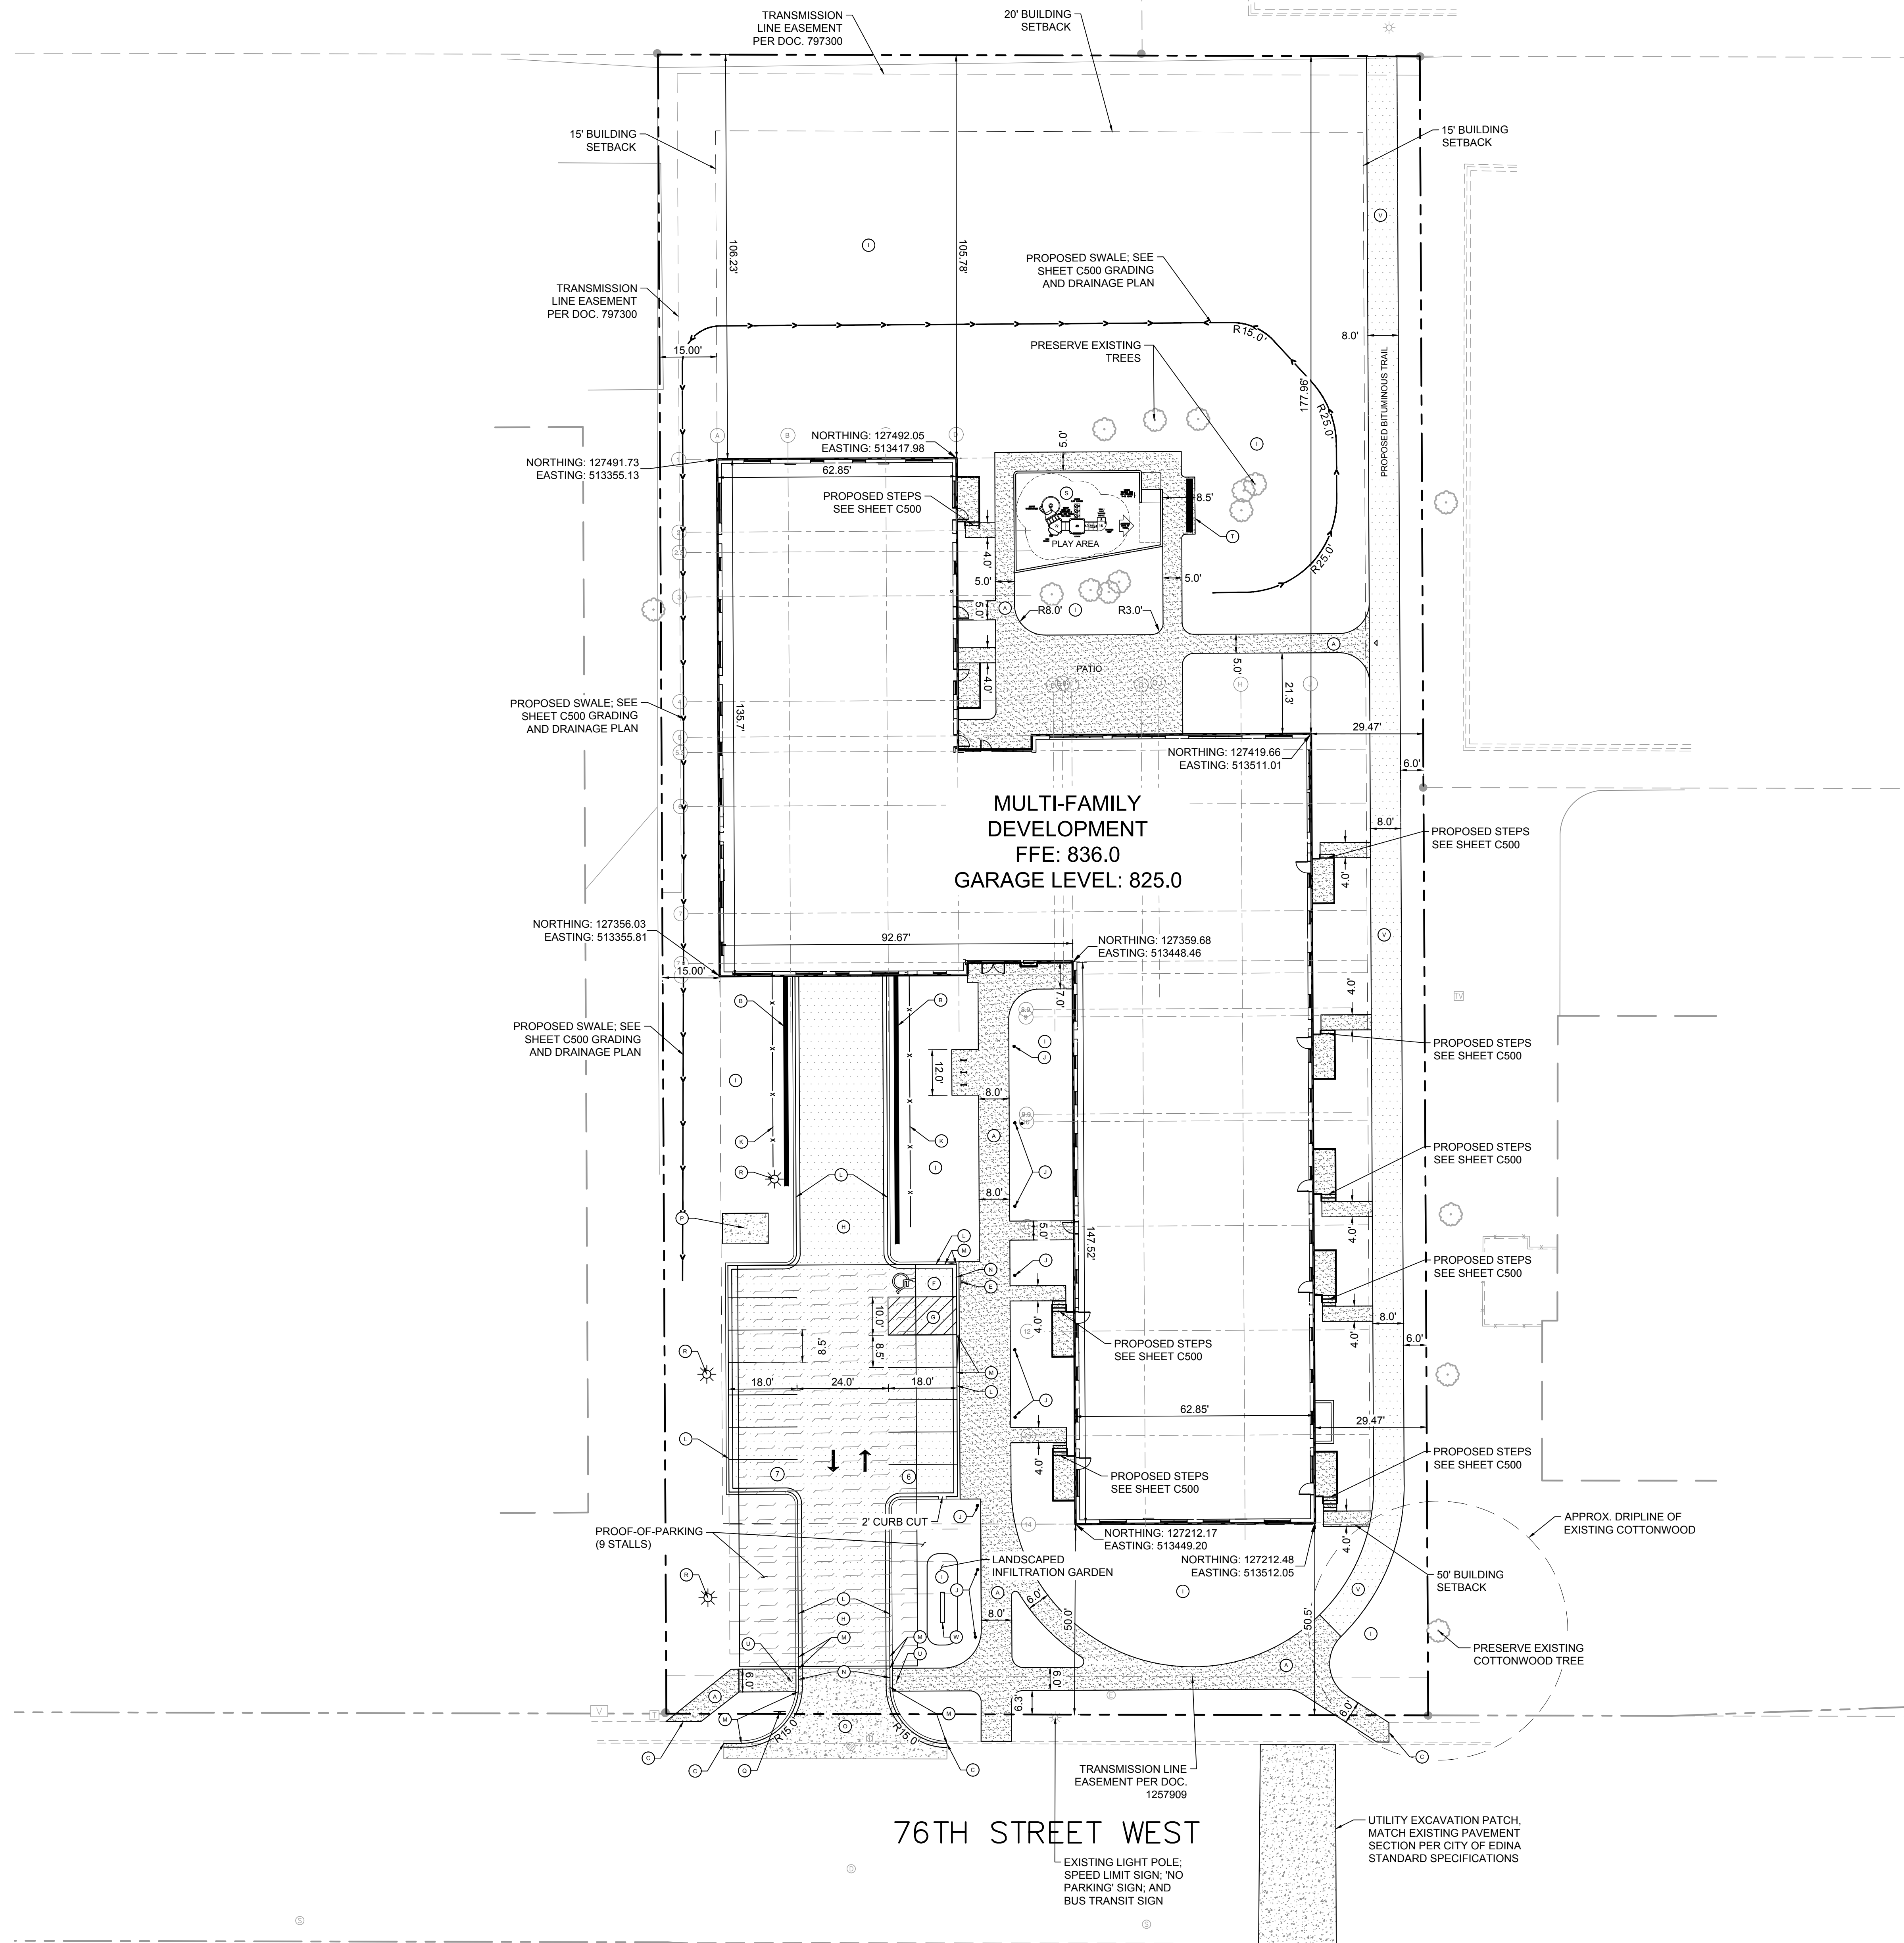 TRANSMISSION
LINE EASEMENT
PER DOC. 797300
20' BUILDING
SETBACK
15' BUILDING
SETBACK
15' BUILDING
SETBACK
V
I
106.23'
105.78'
PROPOSED SWALE; SEE
SHEET C500 GRADING
AND DRAINAGE PLAN
TRANSMISSION
LINE EASEMENT
PER DOC. 797300
R15.0'
8.0'
15.00'
PRESERVE EXISTING
TREES
PROPOSED BITUMINOUS TRAIL
177.96'
R25.0'
A
B
D
NORTHING: 127492.05
EASTING: 513417.98
5.0'
I
NORTHING: 127491.73
EASTING: 513355.13
62.85'
PROPOSED STEPS
SEE SHEET C500
S
8.5'
T
PLAY AREA
4.0'
5.0'
5.0'
R25.0'
5.0'
A
R8.0'
I
R3.0'
A
4
5.0'
PATIO
4.0'
H
21.3'
PROPOSED SWALE; SEE
SHEET C500 GRADING
AND DRAINAGE PLAN
135.7'
29.47'
NORTHING: 127419.66
EASTING: 513511.01
6.0'
MULTI-FAMILY
DEVELOPMENT
FFE: 836.0
GARAGE LEVEL: 825.0
8.0'
PROPOSED STEPS
SEE SHEET C500
4.0'
NORTHING: 127356.03
EASTING: 513355.81
92.67'
NORTHING: 127359.68
EASTING: 513448.46
V
15.00'
7.0'
4.0'
TV
B
B
PROPOSED SWALE; SEE
SHEET C500 GRADING
AND DRAINAGE PLAN
I
J
PROPOSED STEPS
SEE SHEET C500
12.0'
I
8.0'
K
K
A
PROPOSED STEPS
SEE SHEET C500
R
L
I
J
8.0'
P
H
5.0'
147.52'
4.0'
L
M
J
PROPOSED STEPS
SEE SHEET C500
N
F
E
10.0'
G
4.0'
12
8.0'
6.0'
4.0'
R
8.5'
8.5'
PROPOSED STEPS
SEE SHEET C500
M
18.0'
24.0'
18.0'
L
J
62.85'
29.47'
L
7
6
4.0'
PROPOSED STEPS
SEE SHEET C500
PROPOSED STEPS
SEE SHEET C500
2' CURB CUT
J
14
APPROX. DRIPLINE OF
EXISTING COTTONWOOD
PROOF-OF-PARKING
(9 STALLS)
NORTHING: 127212.17
EASTING: 513449.20
4.0'
LANDSCAPED
INFILTRATION GARDEN
NORTHING: 127212.48
EASTING: 513512.05
R
I
J
A
I
50' BUILDING
SETBACK
V
L
H
6.0'
8.0'
50.0'
50.5'
M
M
W
U
U
I
PRESERVE EXISTING
COTTONWOOD TREE
N
6.0'
6.0'
A
A
6.3'
6.0'
V
T
M
R15.0'
O
R15.0'
M
C
C
Q
C
C
TRANSMISSION LINE
EASEMENT PER DOC.
1257909
76TH STREET WEST
UTILITY EXCAVATION PATCH,
MATCH EXISTING PAVEMENT
SECTION PER CITY OF EDINA
STANDARD SPECIFICATIONS
EXISTING LIGHT POLE;
SPEED LIMIT SIGN; 'NO
PARKING' SIGN; AND
BUS TRANSIT SIGN
D
S
S